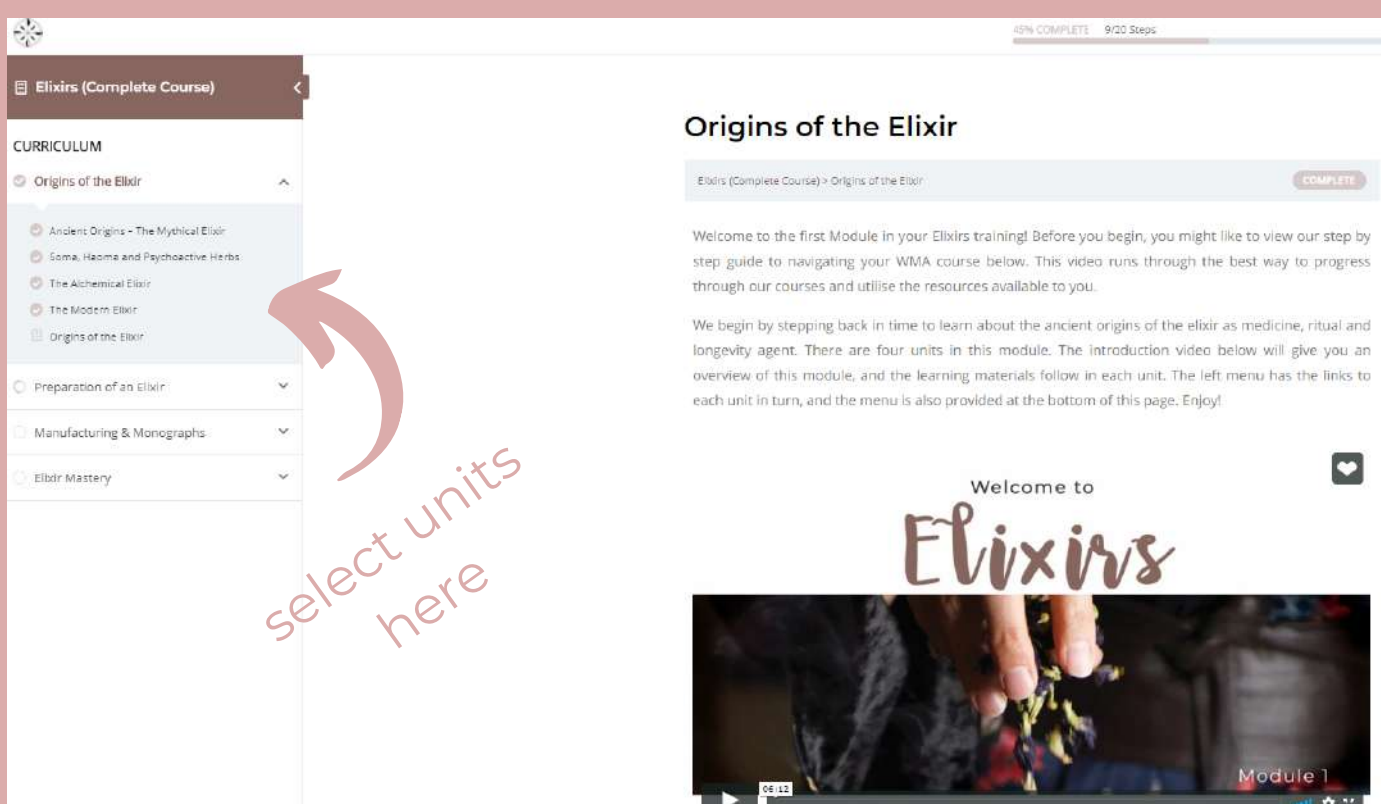 45% COMPLETE 9/20 Steps
Elixirs (Complete Course)
CURRICULUM
Origins of the Elixir
Ancient Origins – The Mythical Elixir
Soma, Haoma and Psychoactive Herbs
The Alchemical Elixir
The Modern Elixir
Origins of the Elixir
Preparation of an Elixir
Manufacturing & Monographs
Elixir Mastery
select units
here
Origins of the Elixir
Elixirs (Complete Course) > Origins of the Elixir
COMPLETE
Welcome to the first Module in your Elixirs training! Before you begin, you might like to view our step by
step guide to navigating your WMA course below. This video runs through the best way to progress
through our courses and utilise the resources available to you.
We begin by stepping back in time to learn about the ancient origins of the elixir as medicine, ritual and
longevity agent. There are four units in this module. The introduction video below will give you an
overview of this module, and the learning materials follow in each unit. The left menu has the links to
each unit in turn, and the menu is also provided at the bottom of this page. Enjoy!
Welcome to
Elixirs
Module 1
06:12